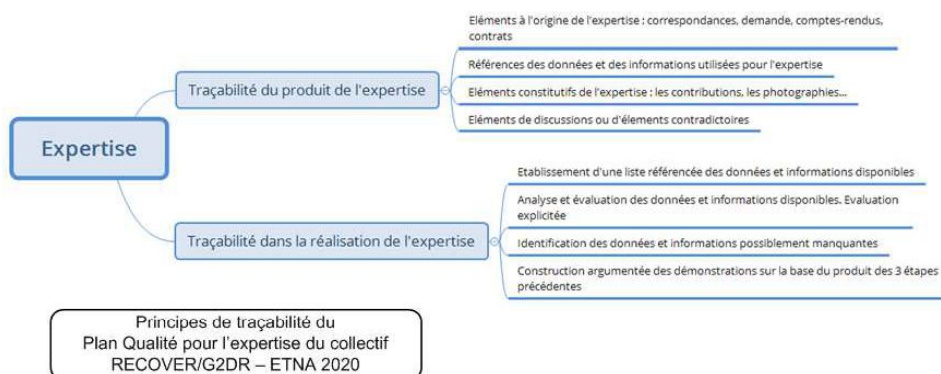 Expertise
Traçabilité du produit de l'expertise
Eléments à l'origine de l'expertise : correspondances, demande, comptes-rendus,
contrats
Références des données et des informations utilisées pour l'expertise
Eléments constitutifs de l'expertise : les contributions, les photographies...
Eléments de discussions ou d'élements contradictoires
Traçabilité dans la réalisation de l'expertise
Etablissement d'une liste référencée des données et informations disponibles
Analyse et évaluation des données et informations disponibles. Evaluation
explicitée
Identification des données et informations possiblement manquantes
Construction argumentée des démonstrations sur la base du produit des 3 étapes
précédentes
Principes de traçabilité du
Plan Qualité pour l'expertise du collectif
RECOVER/G2DR – ETNA 2020